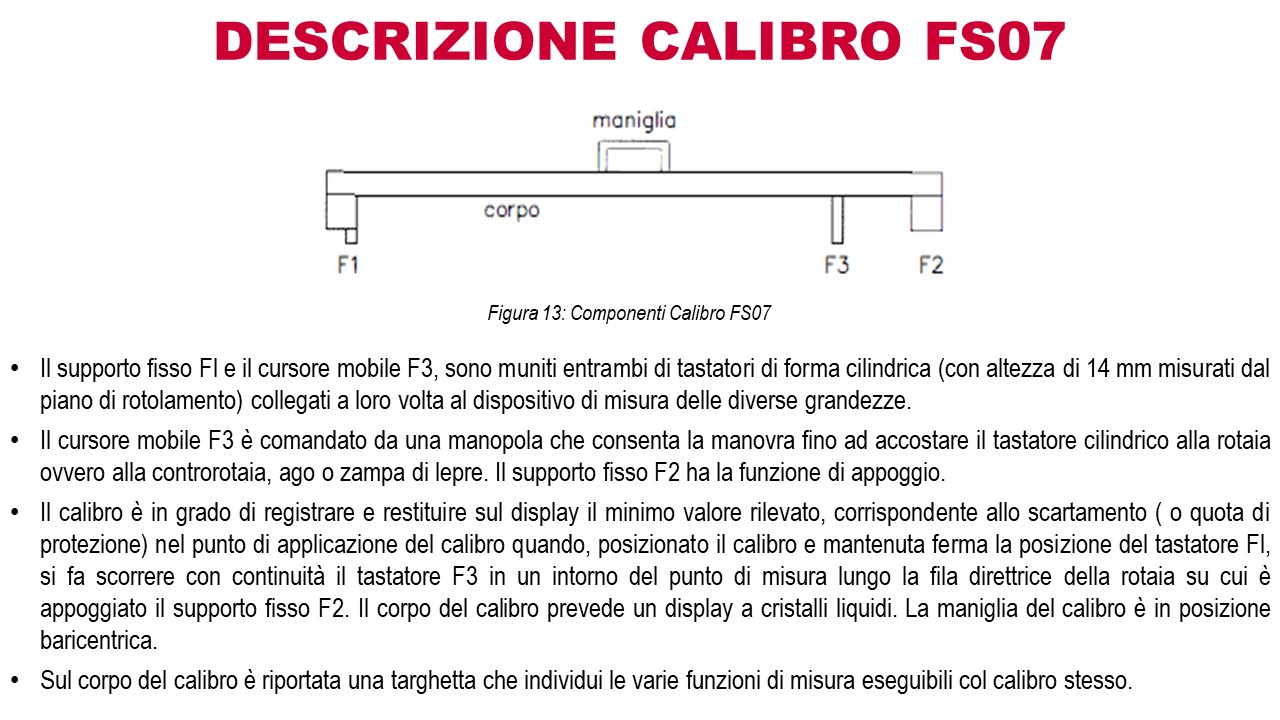 DESCRIZIONE CALIBRO FS07
maniglia
corpo
F1
F3
F2
Figura 13: Componenti Calibro FS07
• Il supporto fisso FI e il cursore mobile F3, sono muniti entrambi di tastatori di forma cilindrica (con altezza di 14 mm misurati dal
piano di rotolamento) collegati a loro volta al dispositivo di misura delle diverse grandezze.
• Il cursore mobile F3 è comandato da una manopola che consenta la manovra fino ad accostare il tastatore cilindrico alla rotaia
ovvero alla controrotaia, ago o zampa di lepre. Il supporto fisso F2 ha la funzione di appoggio.
• Il calibro è in grado di registrare e restituire sul display il minimo valore rilevato, corrispondente allo scartamento ( o quota di
protezione) nel punto di applicazione del calibro quando, posizionato il calibro e mantenuta ferma la posizione del tastatore FI,
si fa scorrere con continuità il tastatore F3 in un intorno del punto di misura lungo la fila direttrice della rotaia su cui è
appoggiato il supporto fisso F2. Il corpo del calibro prevede un display a cristalli liquidi. La maniglia del calibro è in posizione
baricentrica.
• Sul corpo del calibro è riportata una targhetta che individui le varie funzioni di misura eseguibili col calibro stesso.